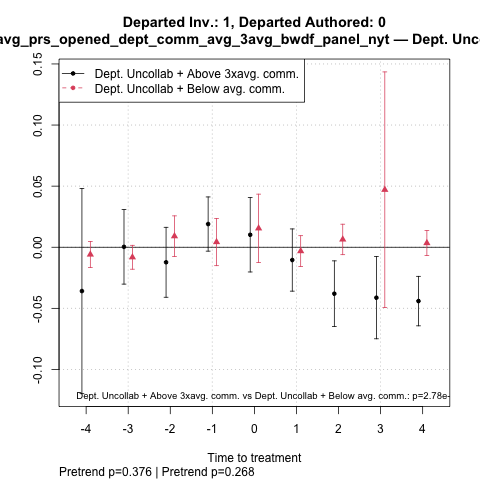 Departed Inv.: 1, Departed Authored: 0
avg_prs_opened_dept_comm_avg_3avg_bwdf_panel_nyt — Dept. Unco
Dept. Uncollab + Above 3xavg. comm.
Dept. Uncollab + Below avg. comm.
0.15
0.10
0.05
0.00
-0.05
-0.10
Dept. Uncollab + Above 3xavg. comm. vs Dept. Uncollab + Below avg. comm.: p=2.78e-
-4 -3 -2 -1 0 1 2 3 4
Time to treatment
Pretrend p=0.376 | Pretrend p=0.268